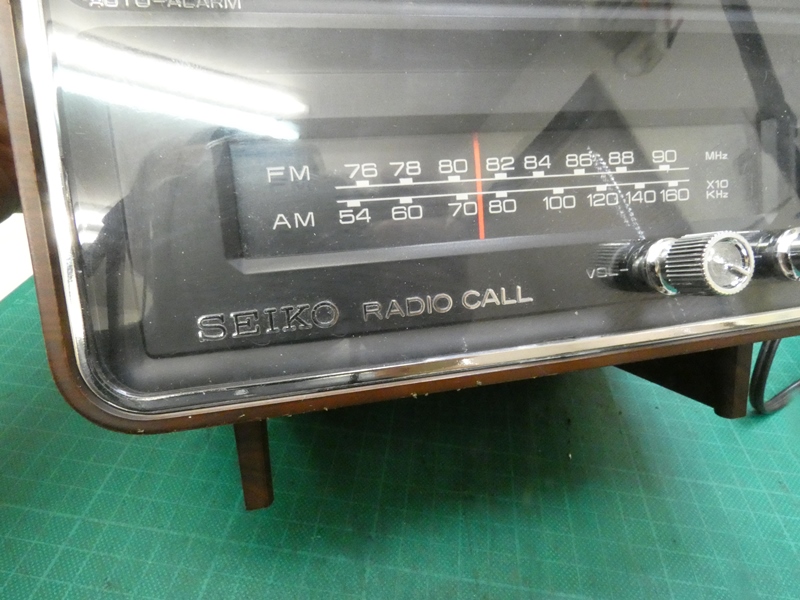 AUTO-ALARM
FM 76 78 80 82 84 86 88 90 MHz
X10
KHz
AM 54 60 70 80 100 120 140 160
VOL
SEIKO RADIO CALL